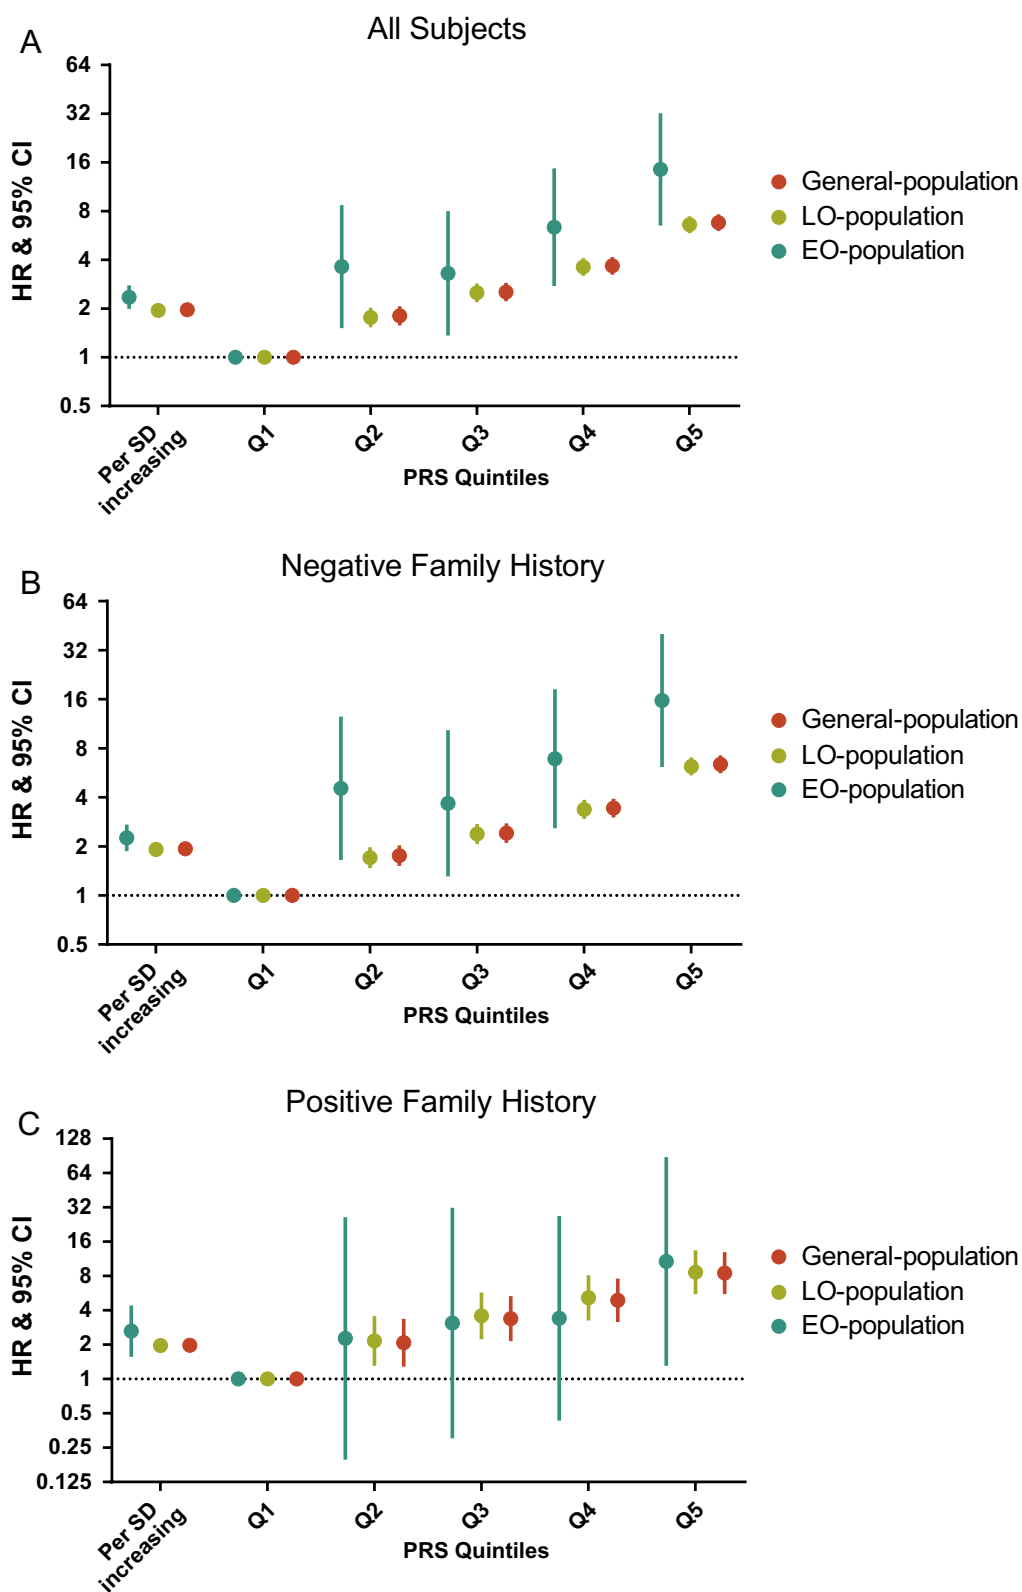 A
All Subjects
HR & 95% CI
64
32
16
8
4
2
1
0.5
Per SD
increasing
Q1
Q2
Q3
Q4
Q5
PRS Quintiles
General-population
LO-population
EO-population
B
Negative Family History
HR & 95% CI
64
32
16
8
4
2
1
0.5
Per SD
increasing
Q1
Q2
Q3
Q4
Q5
PRS Quintiles
General-population
LO-population
EO-population
C
Positive Family History
HR & 95% CI
128
64
32
16
8
4
2
1
0.5
0.25
0.125
Per SD
increasing
Q1
Q2
Q3
Q4
Q5
PRS Quintiles
General-population
LO-population
EO-population